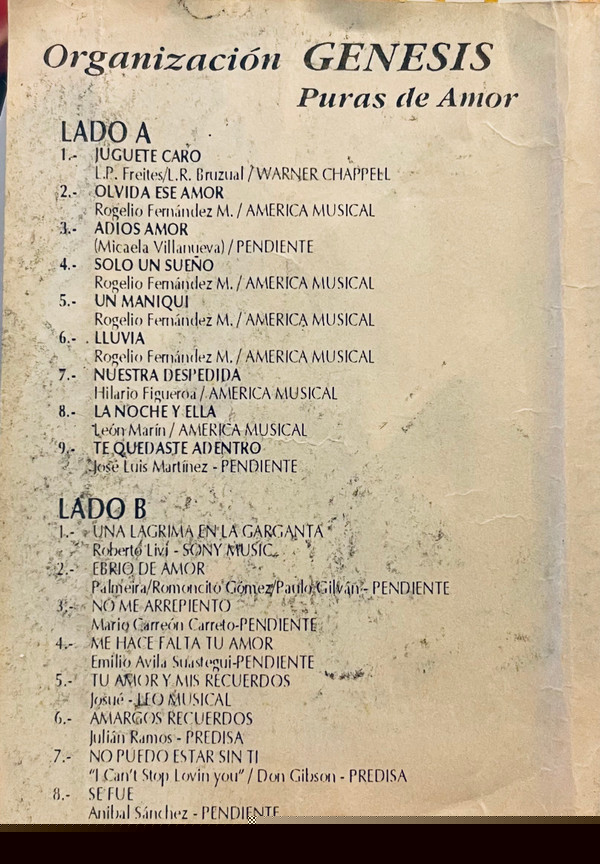 Organización GENESIS
Puras de Amor
LADO A
1.- JUGUETE CARO
L.P. Freites/L.R. Bruzual / WARNER CHAPPELL
2.- OLVIDA ESE AMOR
Rogelio Fernández M. / AMERICA MUSICAL
3.- ADIOS AMOR
(Micaela Villanueva) / PENDIENTE
4.- SOLO UN SUEÑO
Rogelio Fernández M. / AMERICA MUSICAL
5.- UN MANIQUI
Rogelio Fernández M. / AMERICA MUSICAL
6.- LLUVIA
Rogelio Fernández M. / AMERICA MUSICAL
7.- NUESTRA DESPEDIDA
Hilario Figueroa / AMERICA MUSICAL
8.- LA NOCHE Y ELLA
León Marín / AMERICA MUSICAL
9.- TE QUEDASTE ADENTRO
José Luis Martínez - PENDIENTE
LADO B
1.- UNA LAGRIMA EN LA GARGANTA
Roberto Livi - SONY MUSIC
2.- EBRIO DE AMOR
Palmeira/Romoncito Gómez/Paulo Gilván - PENDIENTE
3.- NO ME ARREPIENTO
Mario Carreón Carreto-PENDIENTE
4.- ME HACE FALTA TU AMOR
Emilio Avila Suastegui-PENDIENTE
5.- TU AMOR Y MIS RECUERDOS
Josué - LEO MUSICAL
6.- AMARGOS RECUERDOS
Julián Ramos - PREDISA
7.- NO PUEDO ESTAR SIN TI
"I Can't Stop Lovin you" / Don Gibson - PREDISA
8.- SE FUE
Anibal Sánchez - PENDIENTE